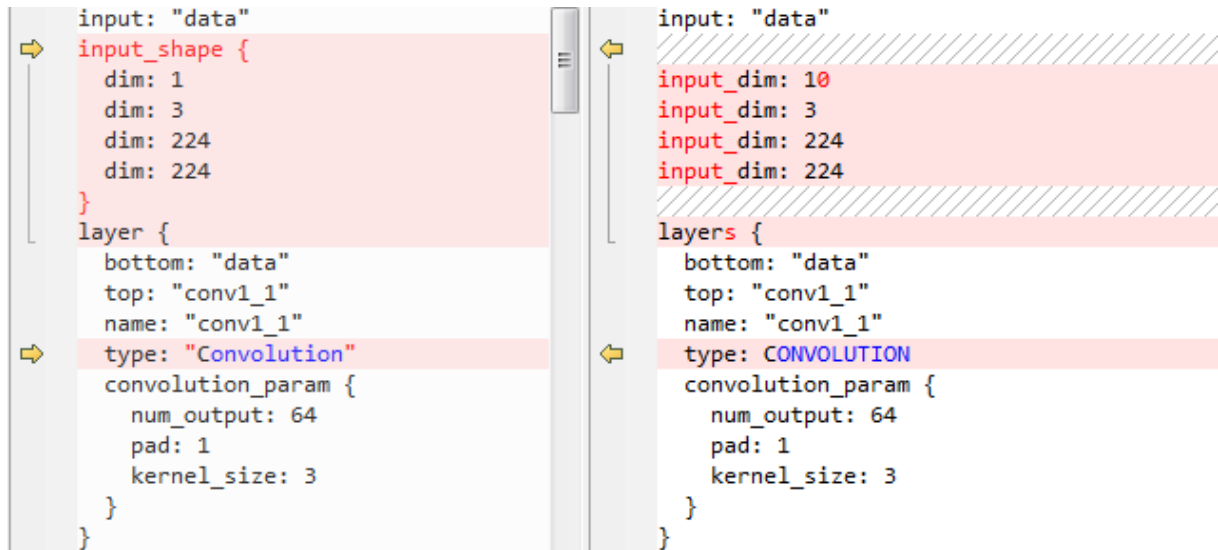 input: "data"
input_shape {
  dim: 1
  dim: 3
  dim: 224
  dim: 224
}
layer {
  bottom: "data"
  top: "conv1_1"
  name: "conv1_1"
  type: "Convolution"
  convolution_param {
    num_output: 64
    pad: 1
    kernel_size: 3
  }
}
input: "data"
input_dim: 10
input_dim: 3
input_dim: 224
input_dim: 224
layers {
  bottom: "data"
  top: "conv1_1"
  name: "conv1_1"
  type: CONVOLUTION
  convolution_param {
    num_output: 64
    pad: 1
    kernel_size: 3
  }
}